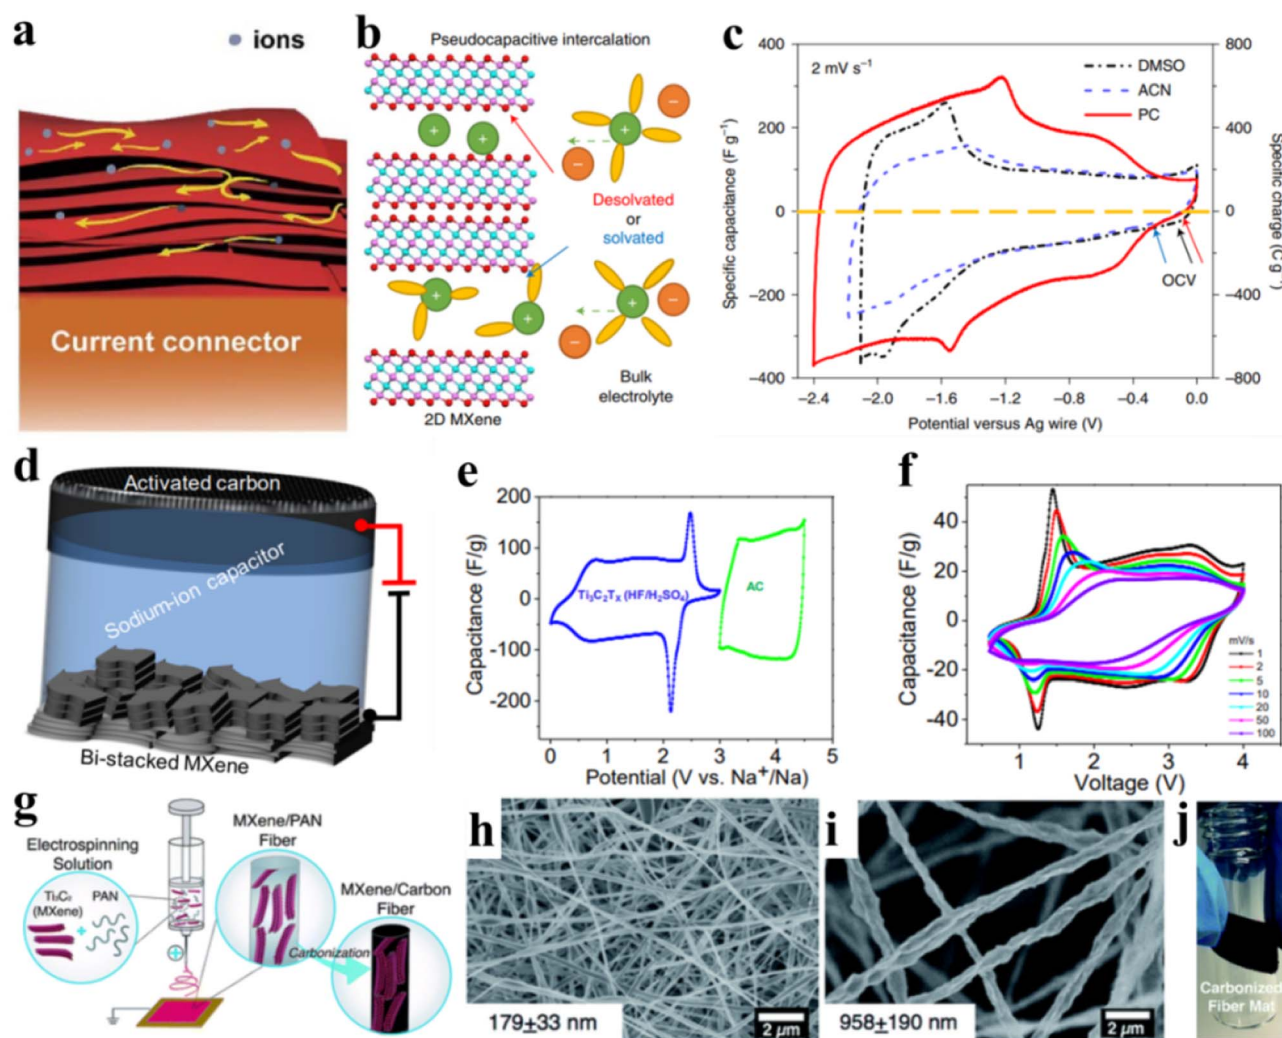 a
ions
Current connector
b
Pseudocapacitive intercalation
+
+
+
−
−
Desolvated
or
solvated
+
+
+
−
−
Bulk
electrolyte
2D MXene
c
2 mV s⁻¹
DMSO
ACN
PC
OCV
400
200
0
−200
−400
800
400
0
−400
−800
−2.4
−2.0
−1.6
−1.2
−0.8
−0.4
0.0
Specific capacitance (F g⁻¹)
Specific charge (C g⁻¹)
Potential versus Ag wire (V)
d
Activated carbon
Sodium-ion capacitor
Bi-stacked MXene
e
200
100
0
-100
-200
Capacitance (F/g)
Ti₃C₂Tₓ (HF/H₂SO₄)
AC
0
1
2
3
4
5
Potential (V vs. Na⁺/Na)
f
40
20
0
-20
-40
Capacitance (F/g)
mV/s
1
2
5
10
20
50
100
1
2
3
4
Voltage (V)
g
Electrospinning
Solution
Ti₃C₂
(MXene)
+
PAN
+
MXene/PAN
Fiber
Carbonization
MXene/Carbon
Fiber
h
179±33 nm
2 µm
i
958±190 nm
2 µm
j
Carbonized
Fiber Mat